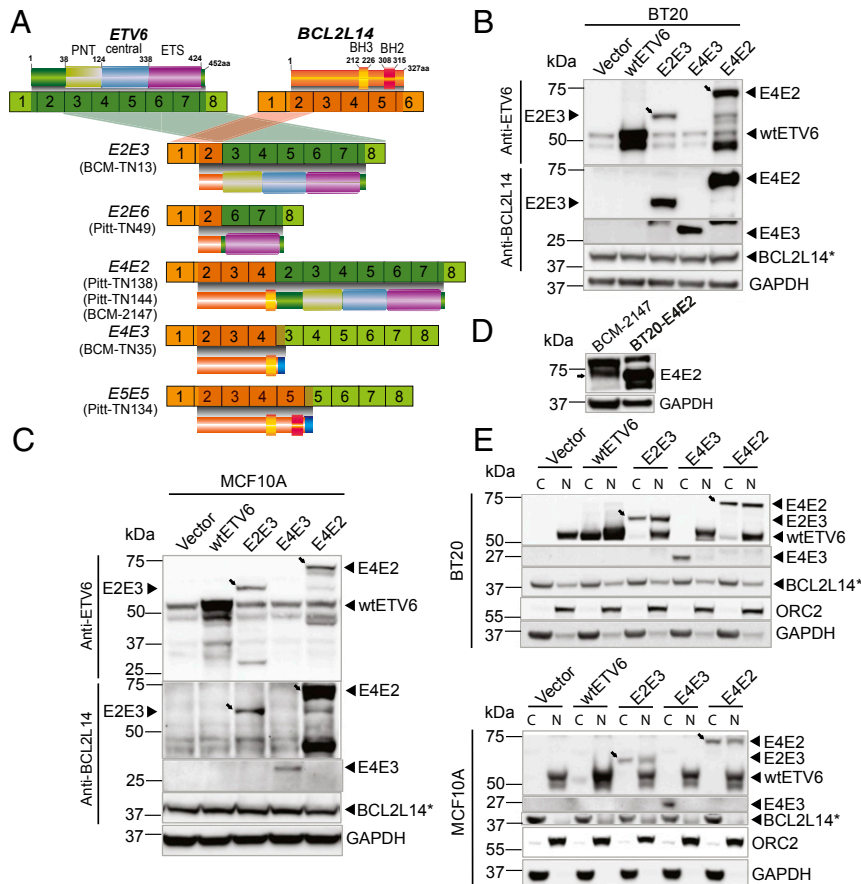 A
ETV6
BCL2L14
PNT central ETS
BH3 BH2
1 38 124 338 424 452aa
1 212 226 308 315 327aa
1 2 3 4 5 6 7 8
1 2 3 4 5 6
E2E3
(BCM-TN13)
1 2 3 4 5 6 7 8
E2E6
(Pitt-TN49)
1 2 6 7 8
E4E2
(Pitt-TN138)
(Pitt-TN144)
(BCM-2147)
1 2 3 4 2 3 4 5 6 7 8
E4E3
(BCM-TN35)
1 2 3 4 3 4 5 6 7 8
E5E5
(Pitt-TN134)
1 2 3 4 5 5 6 7 8
B
BT20
kDa Vector wtETV6 E2E3 E4E3 E4E2
Anti-ETV6
75
E4E2
E2E3
50
wtETV6
Anti-BCL2L14
E4E2
E2E3
25
E4E3
37
BCL2L14*
37
GAPDH
D
BCM-2147 BT20-E4E2
kDa
75
E4E2
37
GAPDH
C
MCF10A
kDa Vector wtETV6 E2E3 E4E3 E4E2
Anti-ETV6
75
E4E2
E2E3
50
wtETV6
37
25
Anti-BCL2L14
75
E4E2
E2E3
50
25
E4E3
37
BCL2L14*
37
GAPDH
E
Vector wtETV6 E2E3 E4E3 E4E2
kDa C N C N C N C N C N
BT20
75
E4E2
E2E3
50
wtETV6
27
E4E3
37
BCL2L14*
55
ORC2
37
GAPDH
Vector wtETV6 E2E3 E4E3 E4E2
kDa C N C N C N C N C N
MCF10A
75
E4E2
E2E3
50
wtETV6
27
E4E3
37
BCL2L14*
55
ORC2
37
GAPDH